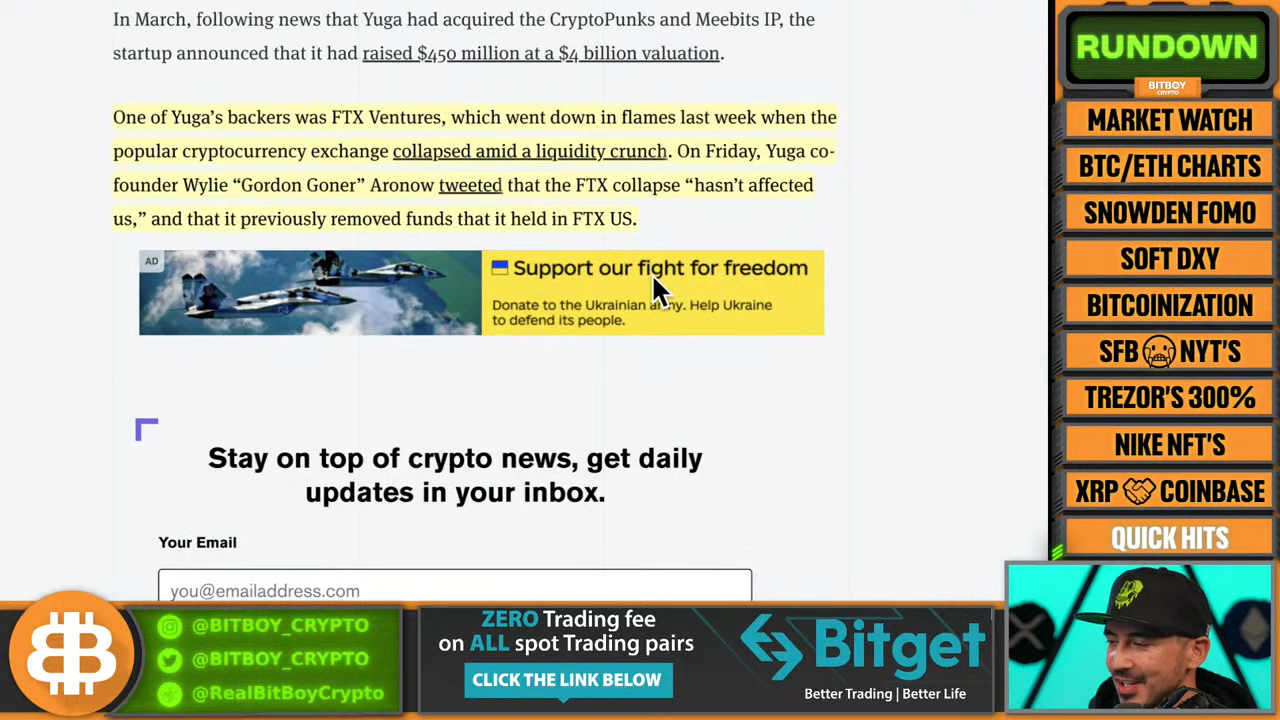 In March, following news that Yuga had acquired the CryptoPunks and Meebits IP, the
startup announced that it had raised $450 million at a $4 billion valuation.
One of Yuga’s backers was FTX Ventures, which went down in flames last week when the
popular cryptocurrency exchange collapsed amid a liquidity crunch. On Friday, Yuga co-
founder Wylie “Gordon Goner” Aronow tweeted that the FTX collapse “hasn’t affected
us,” and that it previously removed funds that it held in FTX US.
AD
Support our fight for freedom
Donate to the Ukrainian army. Help Ukraine
to defend its people.
Stay on top of crypto news, get daily
updates in your inbox.
Your Email
you@emailaddress.com
RUNDOWN
BITBOY
CRYPTO
MARKET WATCH
BTC/ETH CHARTS
SNOWDEN FOMO
SOFT DXY
BITCOINIZATION
SFB NYT'S
TREZOR'S 300%
NIKE NFT'S
XRP COINBASE
QUICK HITS
@BITBOY_CRYPTO
@BITBOY_CRYPTO
@RealBitBoyCrypto
ZERO Trading fee
on ALL spot Trading pairs
CLICK THE LINK BELOW
Bitget
Better Trading | Better Life